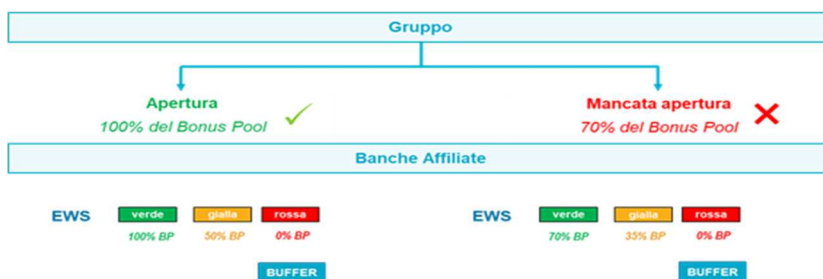 Gruppo
Apertura
100% del Bonus Pool
Mancata apertura
70% del Bonus Pool
Banche Affiliate
EWS verde gialla rossa
100% BP 50% BP 0% BP
BUFFER
EWS verde gialla rossa
70% BP 35% BP 0% BP
BUFFER